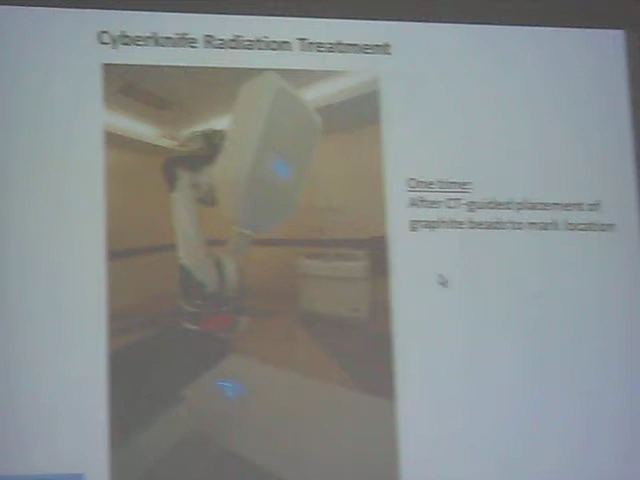 Cyberknife Radiation Treatment
One time:
After CT-guided placement of
graphite beads to mark location